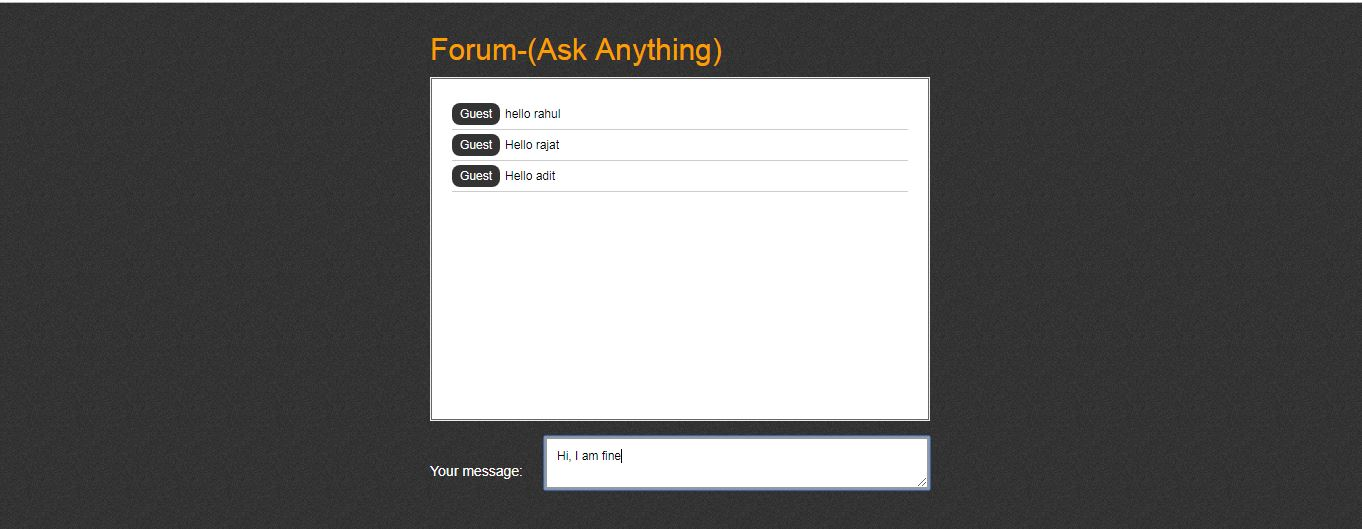 Forum-(Ask Anything)
Guest hello rahul
Guest Hello rajat
Guest Hello adit
Your message: Hi, I am fine